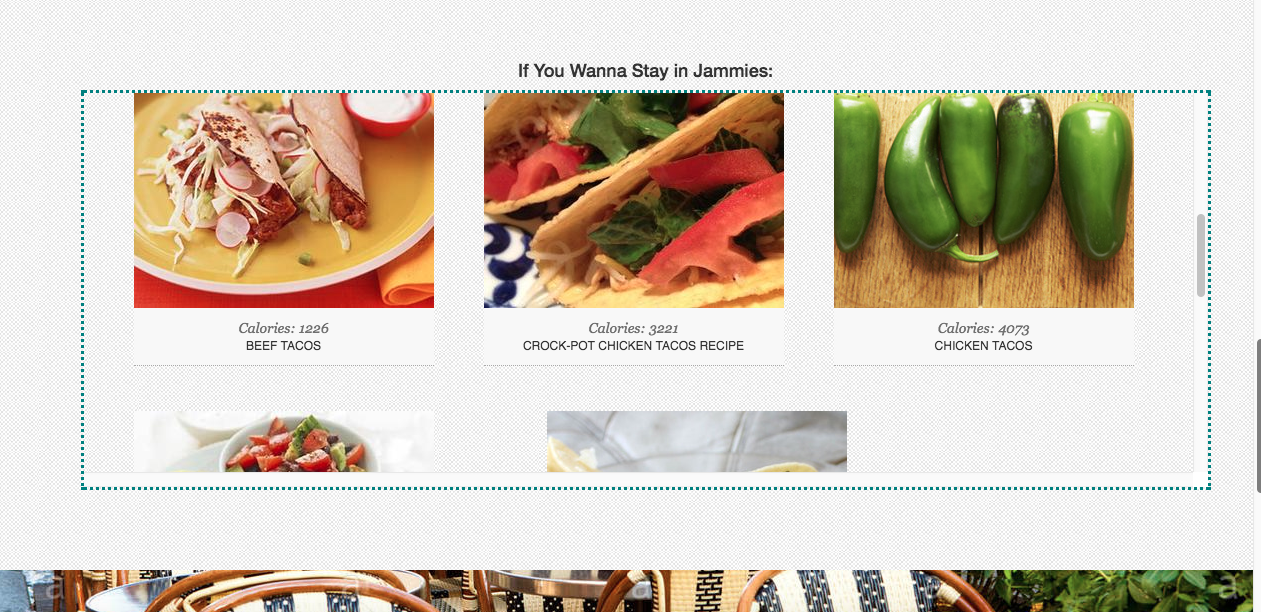 If You Wanna Stay in Jammies:
Calories: 1226
BEEF TACOS
Calories: 3221
CROCK-POT CHICKEN TACOS RECIPE
Calories: 4073
CHICKEN TACOS
a
a
a
a